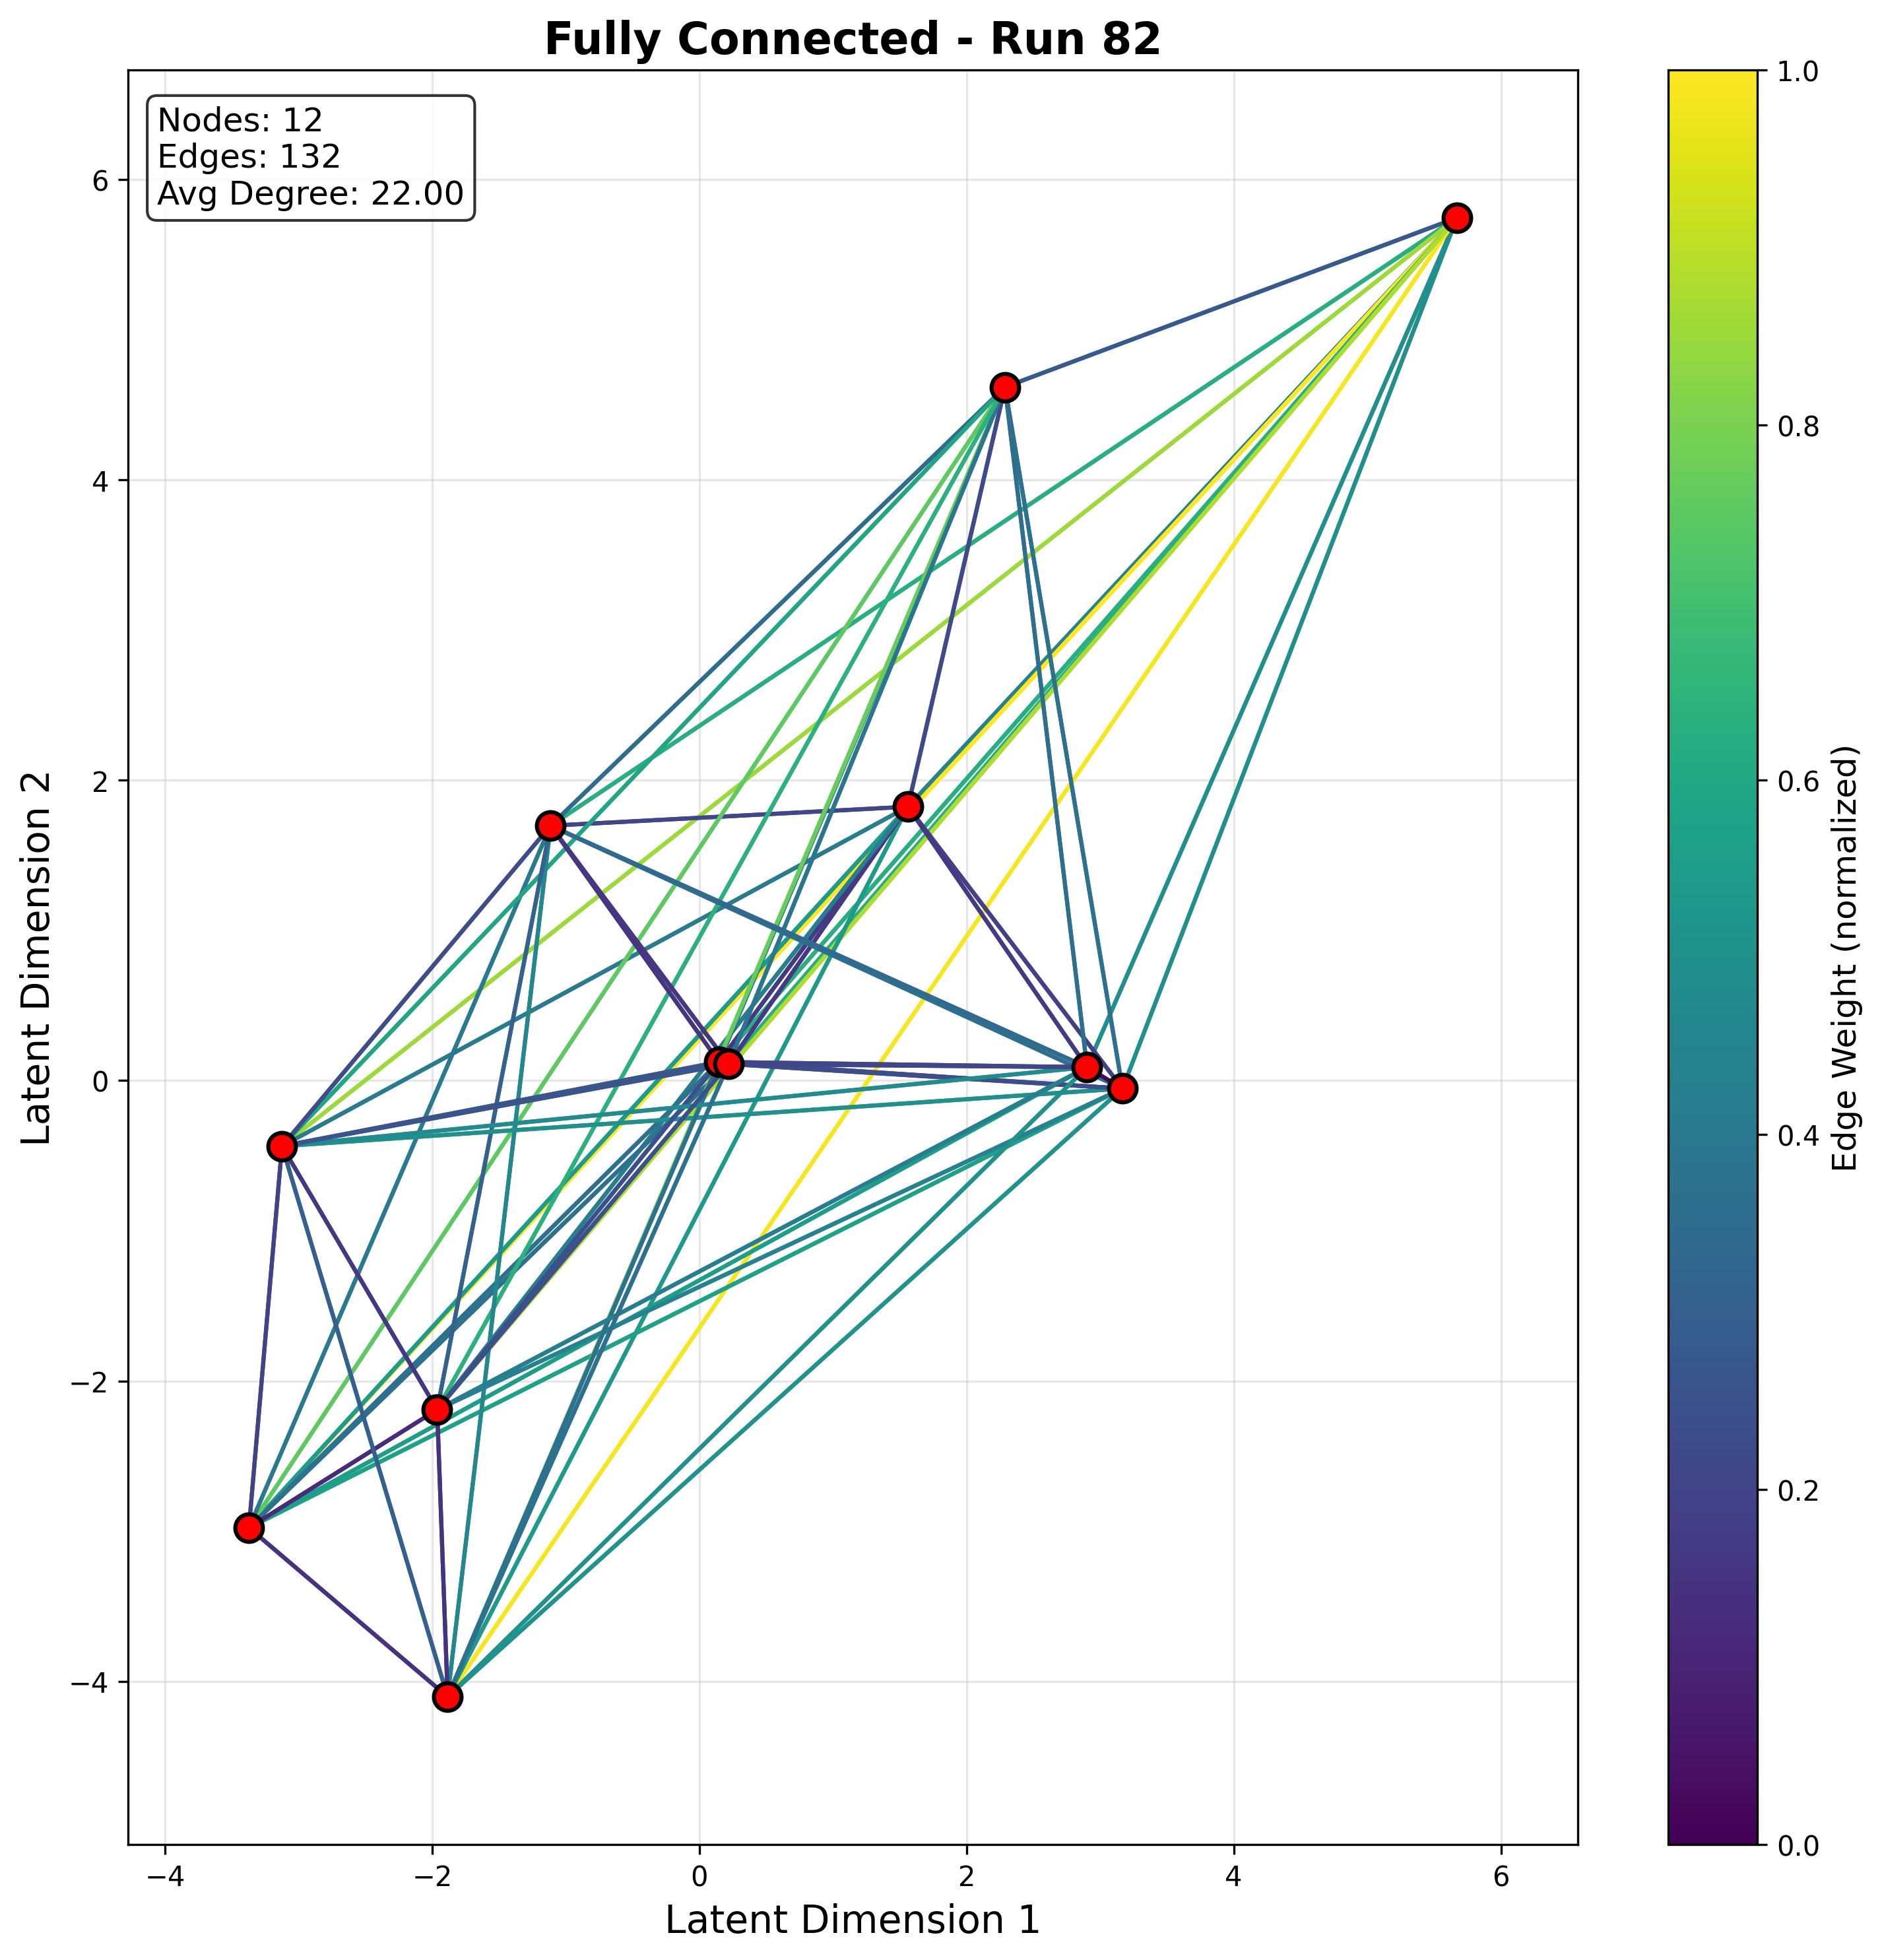 Fully Connected - Run 82
Nodes: 12
Edges: 132
Avg Degree: 22.00
6
4
2
0
−2
−4
−4
−2
0
2
4
6
Latent Dimension 1
Latent Dimension 2
1.0
0.8
0.6
0.4
0.2
0.0
Edge Weight (normalized)